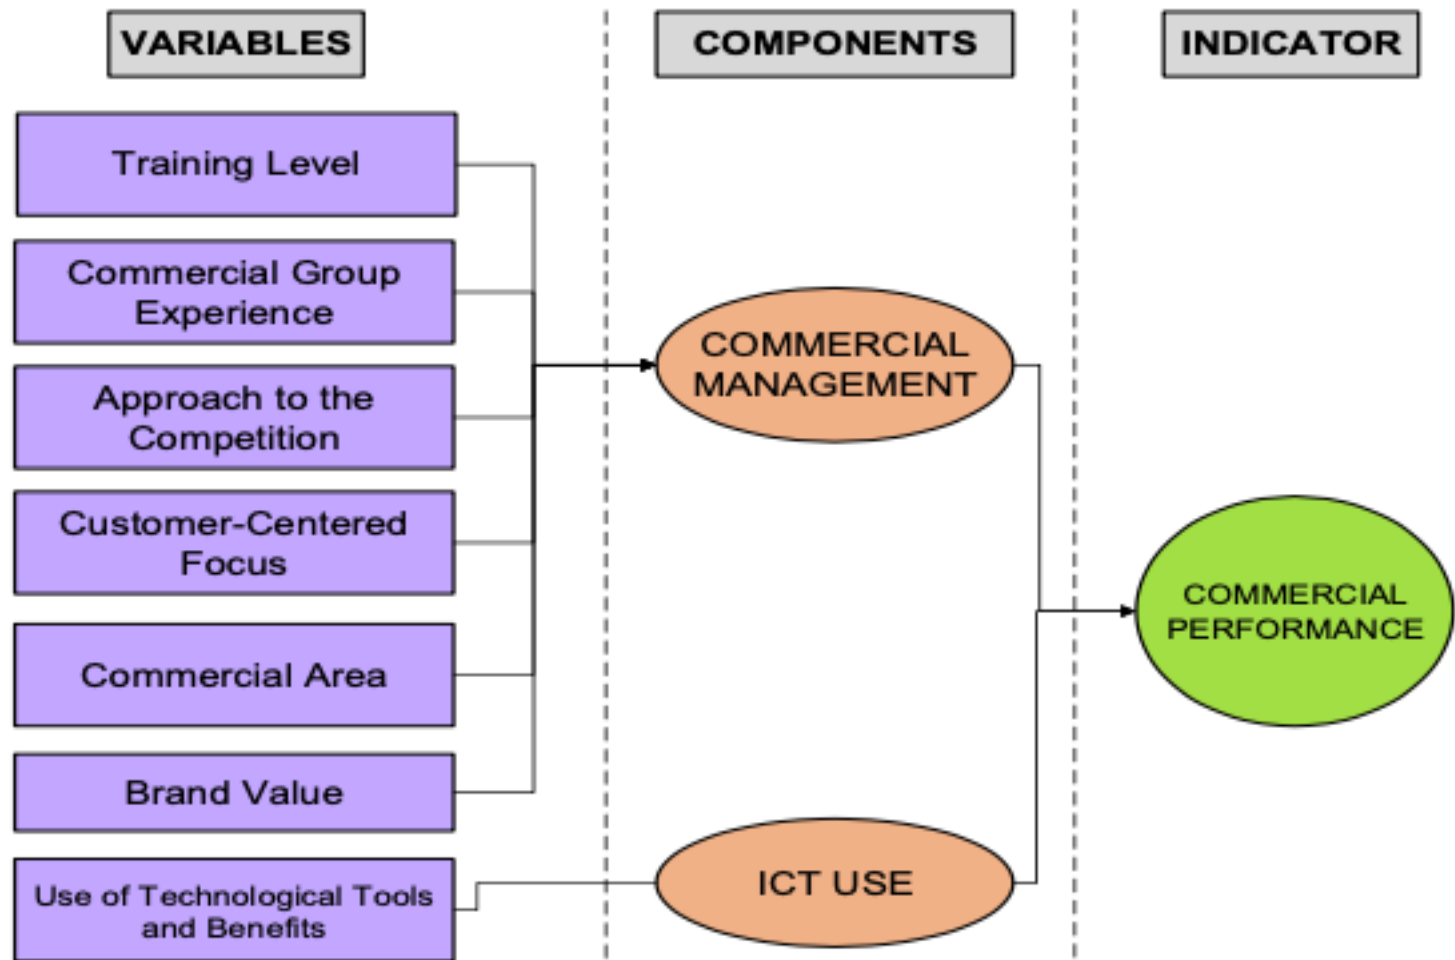 VARIABLES
COMPONENTS
INDICATOR
Training Level
Commercial Group
Experience
Approach to the
Competition
Customer-Centered
Focus
Commercial Area
Brand Value
Use of Technological Tools
and Benefits
COMMERCIAL
MANAGEMENT
ICT USE
COMMERCIAL
PERFORMANCE